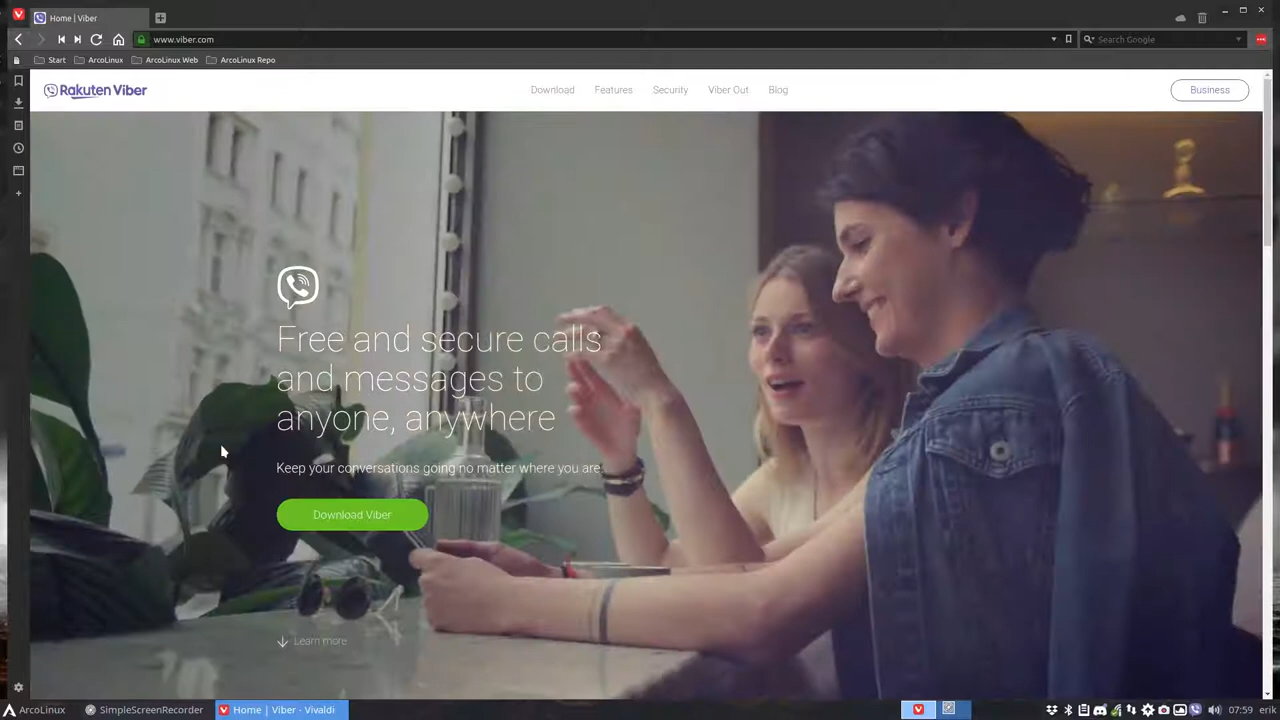 Home | Viber
www.viber.com
Search Google
Start
ArcoLinux
ArcoLinux Web
ArcoLinux Repo
Rakuten Viber
Download
Features
Security
Viber Out
Blog
Business
Free and secure calls
and messages to
anyone, anywhere
Keep your conversations going no matter where you are.
Download Viber
Learn more
ArcoLinux
SimpleScreenRecorder
Home | Viber - Vivaldi
07:59
erik